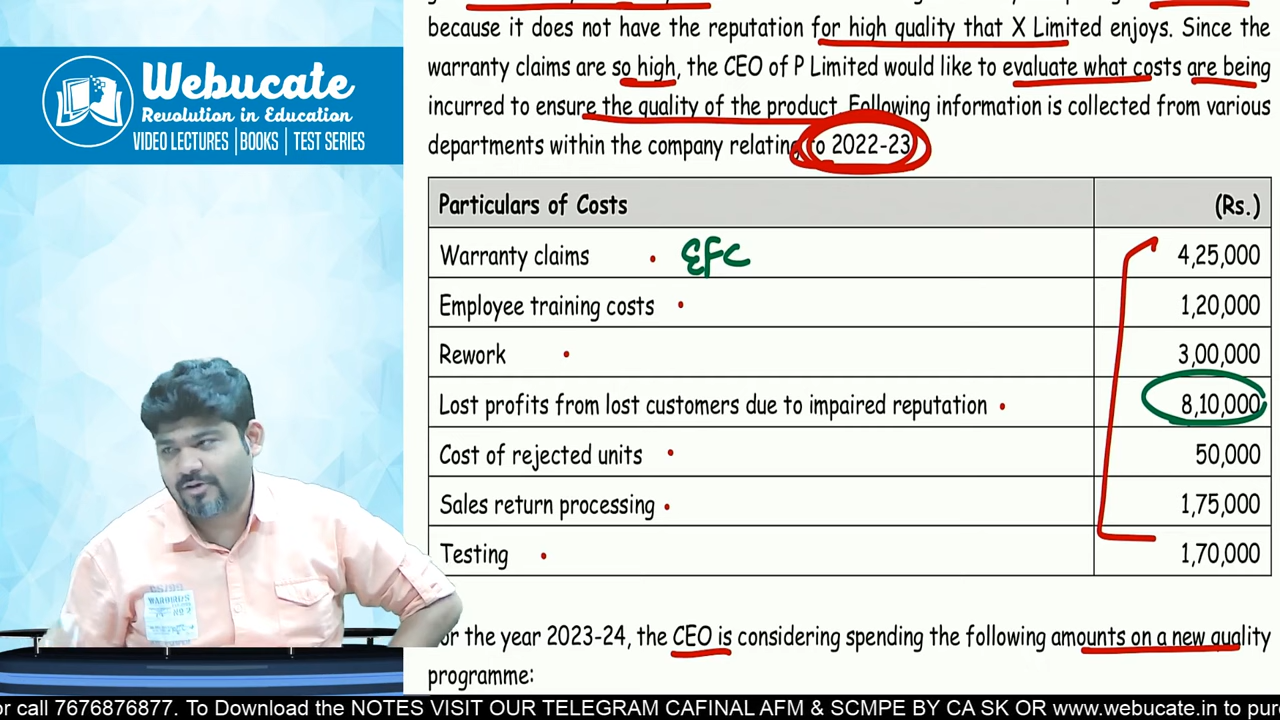 because it does not have the reputation for high quality that X Limited enjoys. Since the
warranty claims are so high, the CEO of P Limited would like to evaluate what costs are being
incurred to ensure the quality of the product. Following information is collected from various
departments within the company relating to 2022-23
Webucate
Revolution in Education
VIDEO LECTURES | BOOKS | TEST SERIES
Particulars of Costs (Rs.)
Warranty claims EFC 4,25,000
Employee training costs 1,20,000
Rework 3,00,000
Lost profits from lost customers due to impaired reputation 8,10,000
Cost of rejected units 50,000
Sales return processing 1,75,000
Testing 1,70,000
or the year 2023-24, the CEO is considering spending the following amounts on a new quality
programme:
or call 7676876877. To Download the NOTES VISIT OUR TELEGRAM CAFINAL AFM & SCMPE BY CA SK OR www.webucate.in to pur